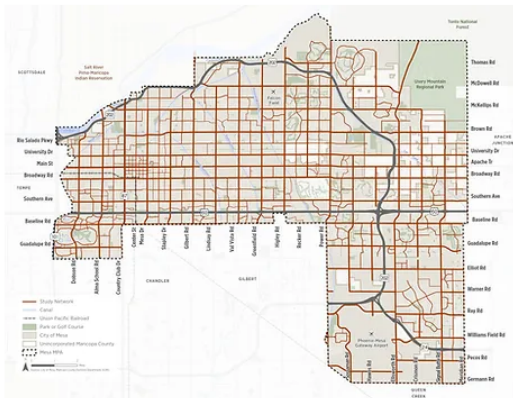 Tonto National
Forest
SCOTTSDALE
Salt River
Pima-Maricopa
Indian Reservation
Thomas Rd
Usery Mountain
Regional Park
McDowell Rd
Falcon
Field
McKellips Rd
Brown Rd
Rio Salado Pkwy
APACHE
JUNCTION
University Dr
University Dr
Main St
Apache Tr
Broadway Rd
Broadway Rd
TEMPE
Southern Ave
Southern Ave
Baseline Rd
Baseline Rd
Guadalupe Rd
Guadalupe Rd
Dobson Rd
Alma School Rd
Country Club Dr
Center St
Mesa Dr
Stapley Dr
Gilbert Rd
Lindsay Rd
Val Vista Rd
Greenfield Rd
Higley Rd
Recker Rd
Power Rd
Elliot Rd
CHANDLER
GILBERT
Warner Rd
Ray Rd
Study Network
Canal
Union Pacific Railroad
Park or Golf Course
City of Mesa
Unincorporated Maricopa County
Mesa MPA
Phoenix-Mesa
Gateway Airport
Williams Field Rd
Pecos Rd
Germann Rd
QUEEN
CREEK